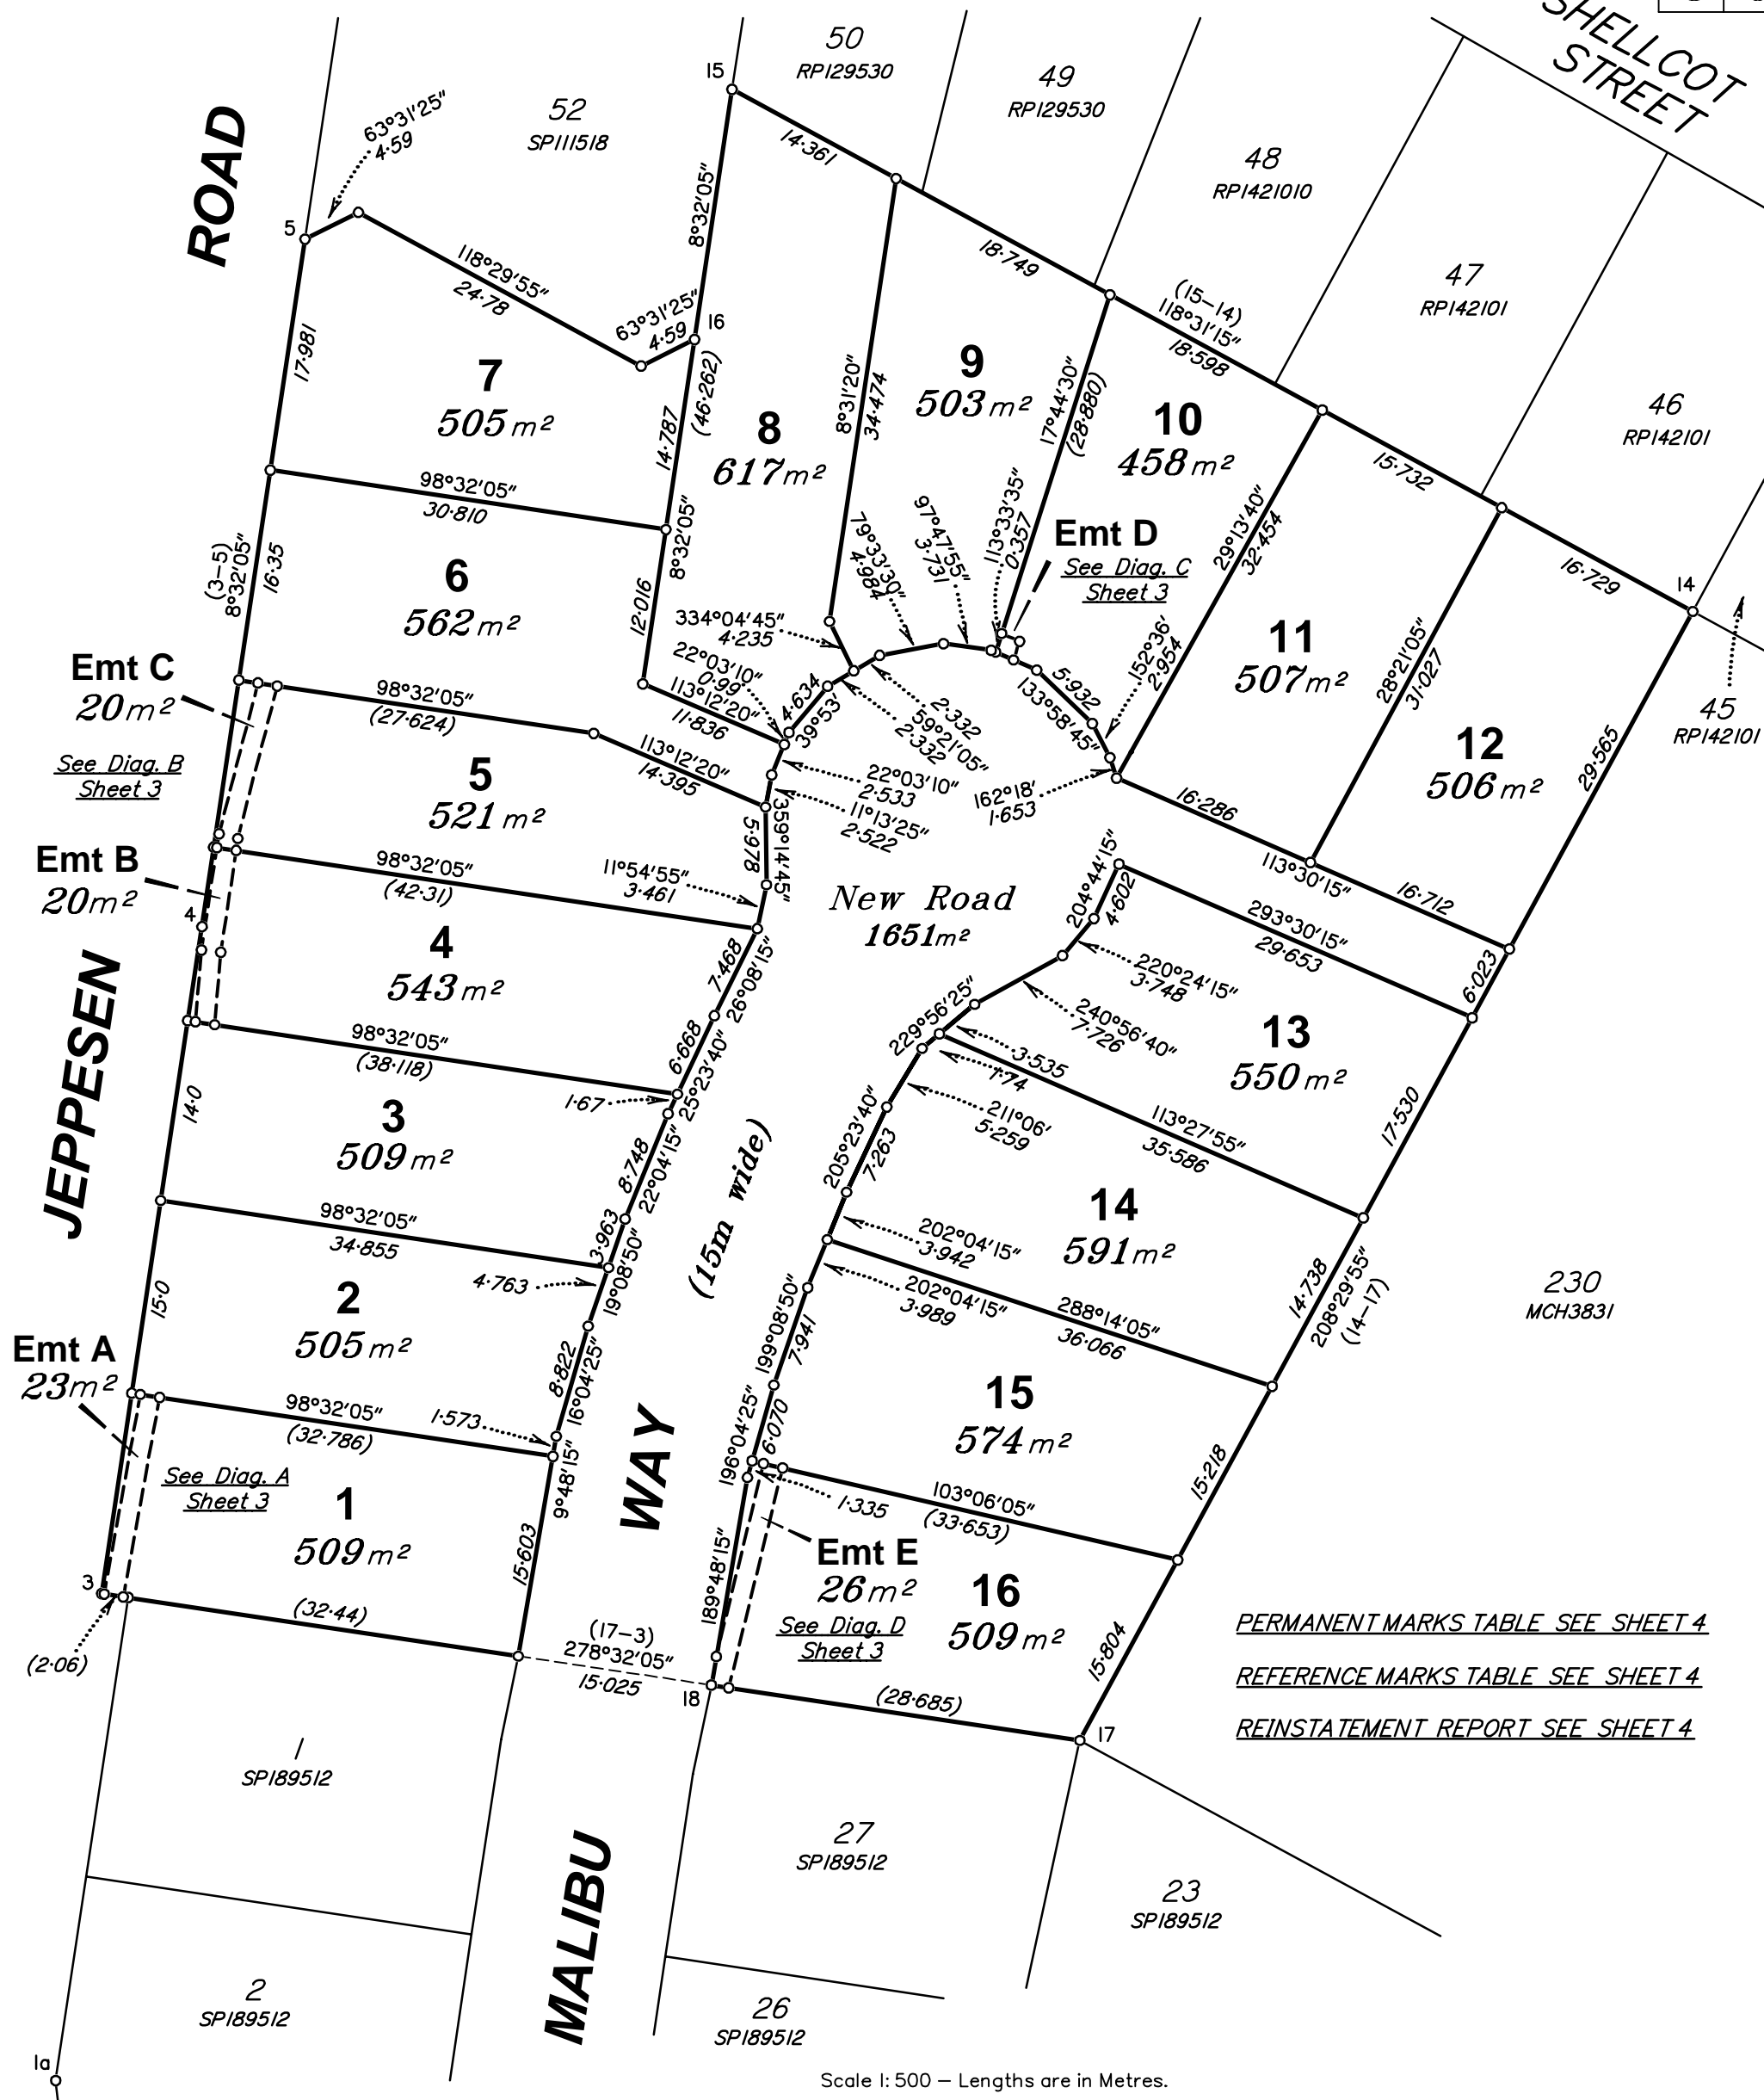 SHELLCOT
STREET
50
RP129530
49
RP129530
15
52
SP111518
63°31'25"
4·59
14·361
48
RP1421010
ROAD
8°32'05"
5
118°29'55"
24·78
18·749
(15-14)
118°31'15"
18·598
47
RP142101
63°31'25"
4·59
16
17·981
(46·262)
7
505 m²
14·787
8
617 m²
8°31'20"
34·474
9
503 m²
17°44'30"
(28·880)
10
458 m²
46
RP142101
15·732
98°32'05"
30·810
29°13'40"
32·454
(3-5)
8°32'05"
16·35
6
562 m²
8°32'05"
12·016
79°33'30"
4·984
97°47'55"
3·731
113°33'35"
0·357
Emt D
See Diag. C
Sheet 3
16·729
14
334°04'45"
4·235
22°03'10"
0·99
152°36'
2·954
11
507 m²
28°21'05"
31·027
45
RP142101
Emt C
20 m²
98°32'05"
(27·624)
113°12'20"
11·836
4·634
39°53'
2·332
59°21'05"
2·332
5·932
133°58'45"
12
506 m²
29·565
See Diag. B
Sheet 3
5
521 m²
113°12'20"
14·395
22°03'10"
2·533
11°13'25"
2·522
162°18'
1·653
16·286
359°14'45"
5·978
Emt B
20 m²
98°32'05"
(42·31)
11°54'55"
3·461
New Road
1651 m²
204°44'15"
4·602
113°30'15"
16·712
4
4
543 m²
293°30'15"
29·653
7·468
26°08'15"
220°24'15"
3·748
6·023
JEPPESEN
98°32'05"
(38·118)
6·668
25°23'40"
229°56'25"
240°56'40"
7·726
13
550 m²
3·535
1·74
1·67
14·0
3
509 m²
211°06'
5·259
113°27'55"
35·586
17·530
8·748
22°04'15"
(15m wide)
205°23'40"
7·263
98°32'05"
34·855
3·963
202°04'15"
3·942
14
591 m²
4·763
19°08'50"
15·0
2
505 m²
202°04'15"
3·989
288°14'05"
36·066
14·738
208°29'55"
(14-17)
230
MCH3831
199°08'50"
7·941
Emt A
23 m²
8·822
16°04'25"
98°32'05"
(32·786)
1·573
15
574 m²
196°04'25"
6·070
WAY
See Diag. A
Sheet 3
9°48'15"
1
509 m²
1·335
103°06'05"
(33·653)
15·218
15·603
189°48'15"
Emt E
26 m²
See Diag. D
Sheet 3
16
509 m²
3
(2·06)
(32·44)
(17-3)
278°32'05"
15·025
15·804
PERMANENT MARKS TABLE SEE SHEET 4
REFERENCE MARKS TABLE SEE SHEET 4
REINSTATEMENT REPORT SEE SHEET 4
18
(28·685)
17
1
SP189512
27
SP189512
23
SP189512
MALIBU
2
SP189512
26
SP189512
1a
Scale 1: 500 – Lengths are in Metres.